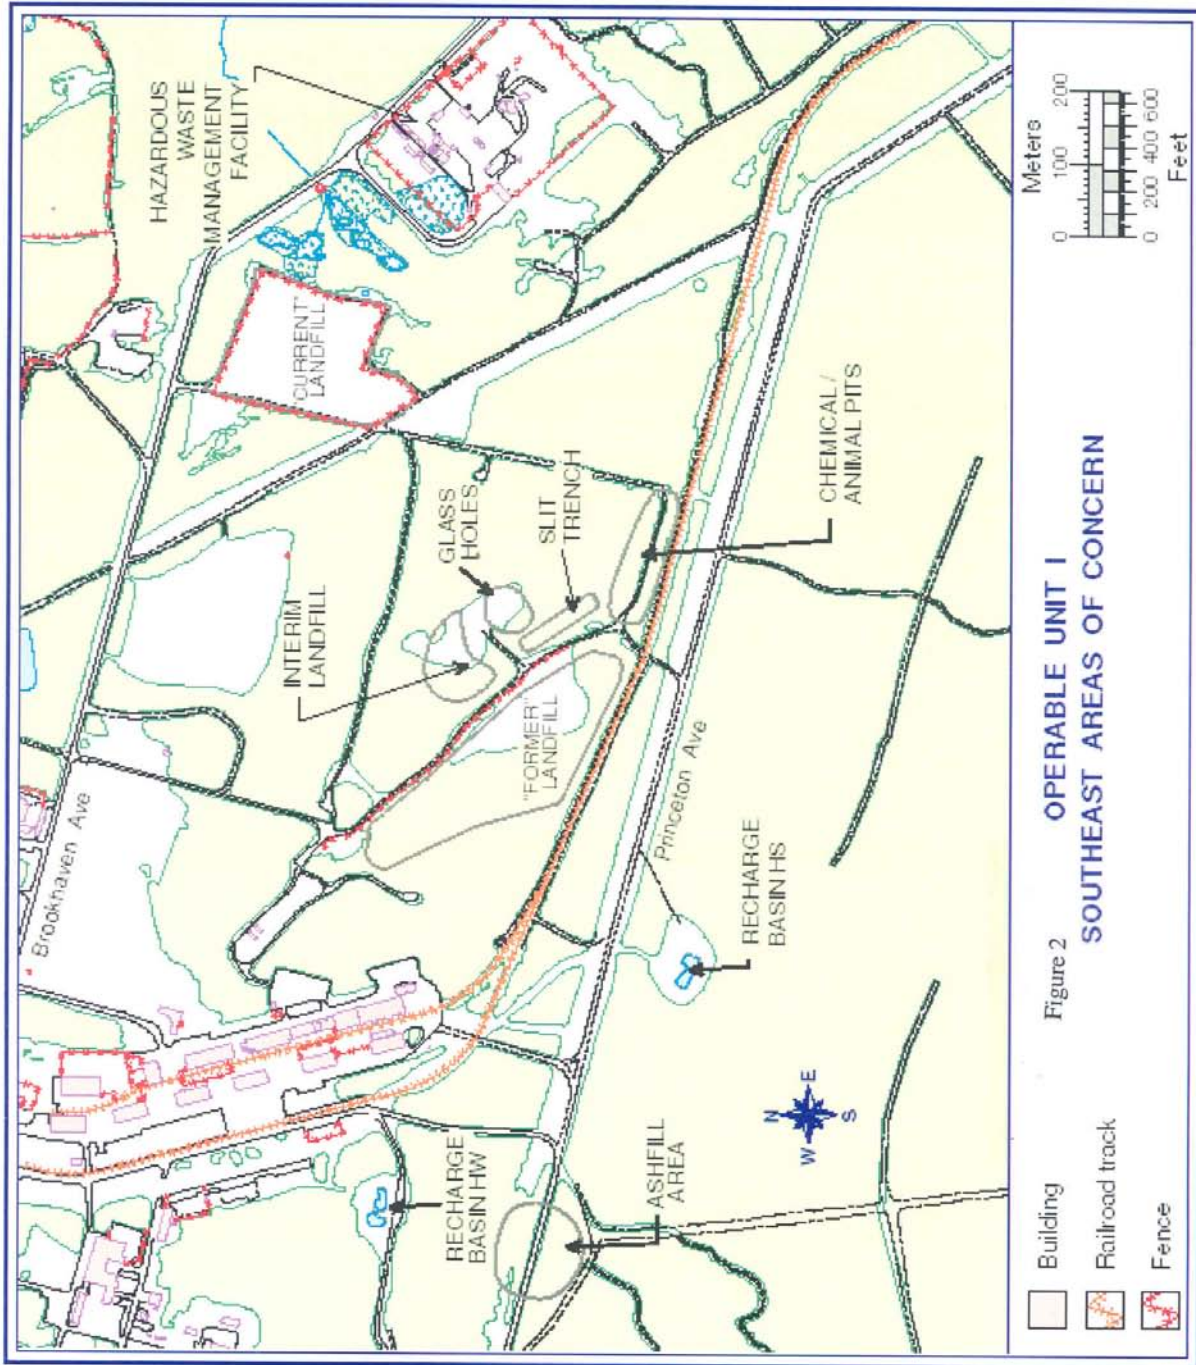 HAZARDOUS
WASTE
MANAGEMENT
FACILITY
"CURRENT"
LANDFILL
Brookhaven Ave
INTERIM
LANDFILL
GLASS
HOLES
SLIT
TRENCH
"FORMER"
LANDFILL
CHEMICAL /
ANIMAL PITS
Princeton Ave
RECHARGE
BASIN HS
RECHARGE
BASIN HW
ASHFILL
AREA
N
W
E
S
Building
Railroad track
Fence
Figure 2
OPERABLE UNIT I
SOUTHEAST AREAS OF CONCERN
Meters
0 100 200
0 200 400 600
Feet